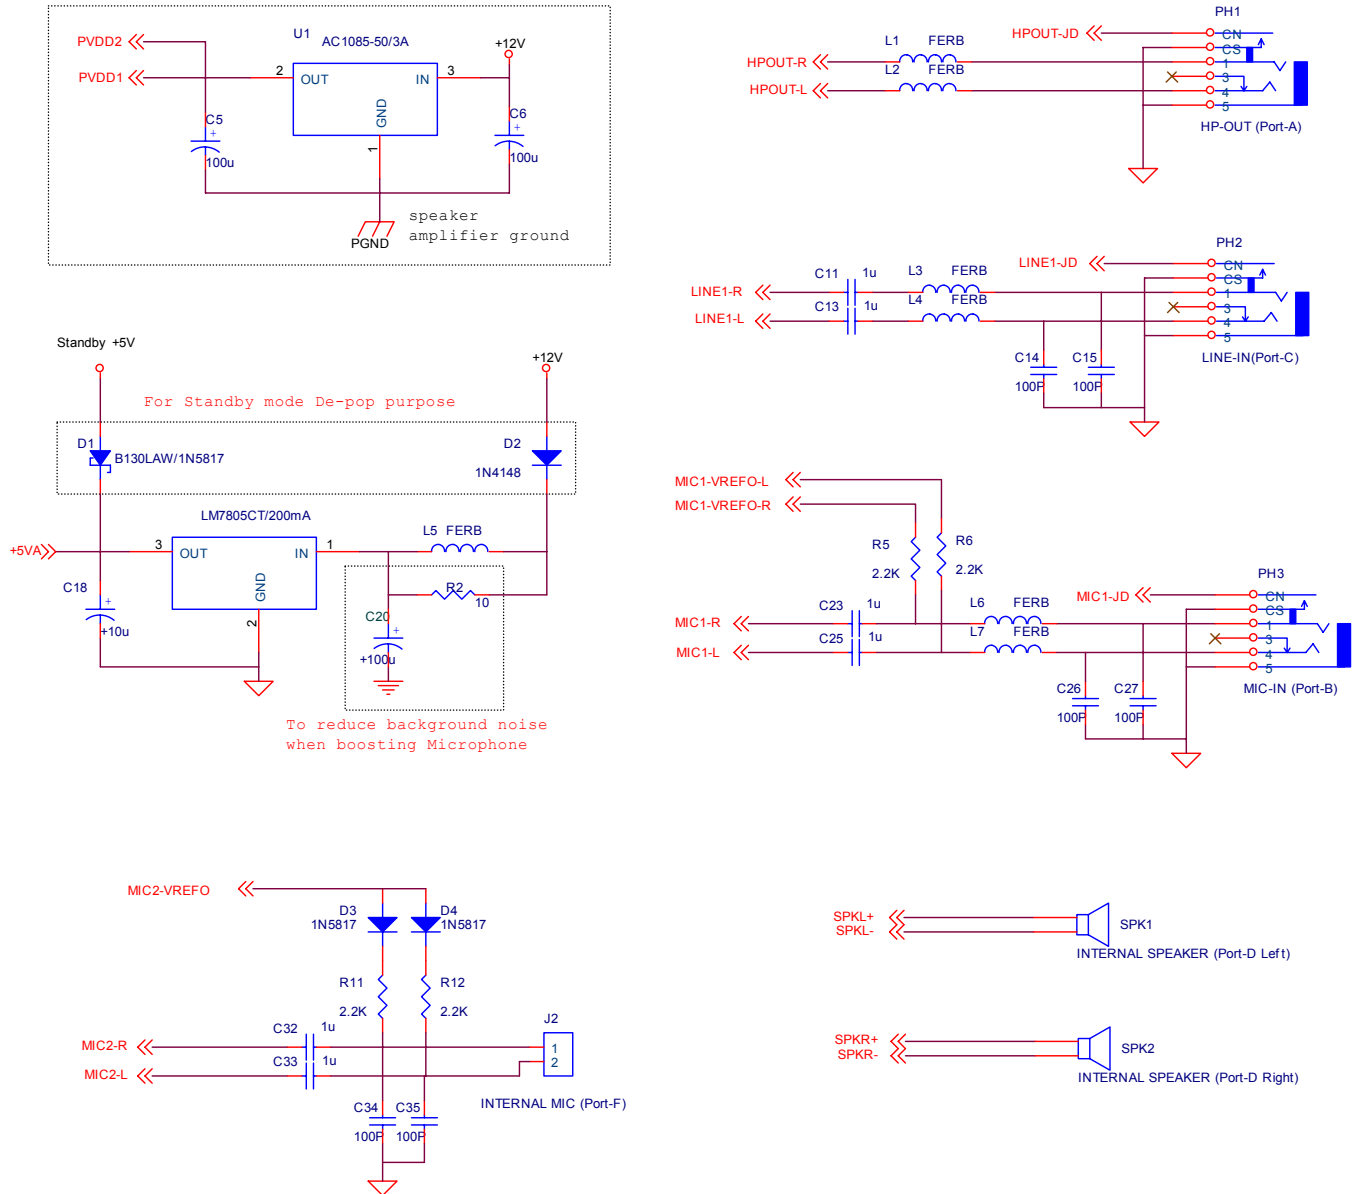 U1
AC1085-50/3A
+12V
PVDD2
PVDD1
2
OUT
IN
3
GND
1
C5
+
100u
C6
+
100u
PGND
speaker
amplifier ground
PH1
HPOUT-JD
CN
CS
L1
FERB
HPOUT-R
1
L2
FERB
3
HPOUT-L
4
5
HP-OUT (Port-A)
PH2
LINE1-JD
CN
CS
C11
1u
L3
FERB
LINE1-R
1
C13
1u
L4
FERB
3
LINE1-L
4
5
C14
100P
C15
100P
LINE-IN(Port-C)
Standby +5V
+12V
For Standby mode De-pop purpose
D1
B130LAW/1N5817
D2
1N4148
LM7805CT/200mA
L5 FERB
+5VA
3
OUT
IN
1
GND
2
C18
+
+10u
R2
10
C20
+
+100u
To reduce background noise
when boosting Microphone
MIC1-VREFO-L
MIC1-VREFO-R
R5
2.2K
R6
2.2K
PH3
MIC1-JD
CN
CS
C23
1u
L6
FERB
MIC1-R
1
C25
1u
L7
FERB
3
MIC1-L
4
5
C26
100P
C27
100P
MIC-IN (Port-B)
MIC2-VREFO
D3
1N5817
D4
1N5817
R11
2.2K
R12
2.2K
J2
C32
1u
MIC2-R
1
C33
1u
2
MIC2-L
INTERNAL MIC (Port-F)
C34
100P
C35
100P
SPKL+
SPKL-
SPK1
INTERNAL SPEAKER (Port-D Left)
SPKR+
SPKR-
SPK2
INTERNAL SPEAKER (Port-D Right)